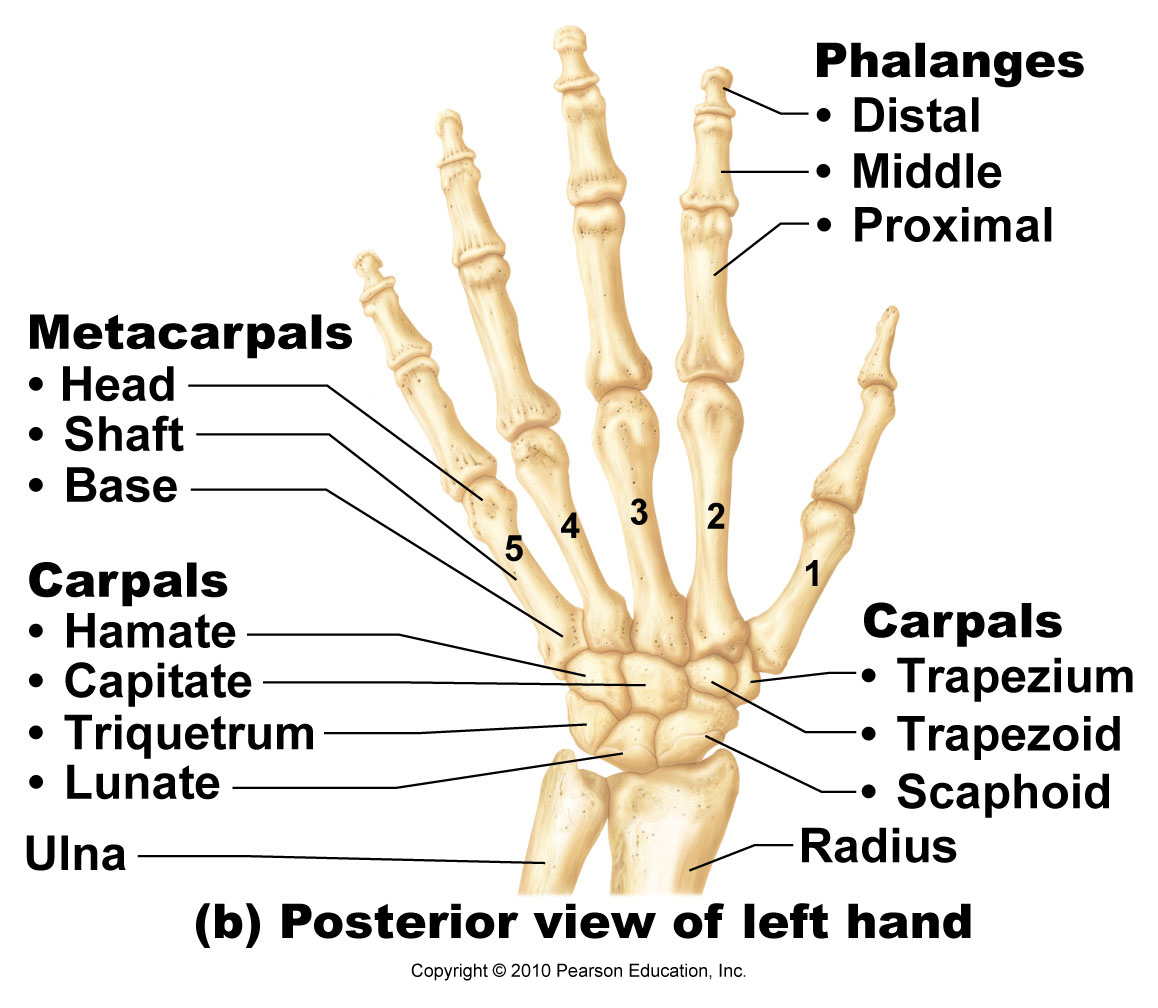 Phalanges
• Distal
• Middle
• Proximal
Metacarpals
• Head
• Shaft
• Base
5
4
3
2
1
Carpals
• Hamate
• Capitate
• Triquetrum
• Lunate
Ulna
Carpals
• Trapezium
• Trapezoid
• Scaphoid
Radius
(b) Posterior view of left hand
Copyright © 2010 Pearson Education, Inc.